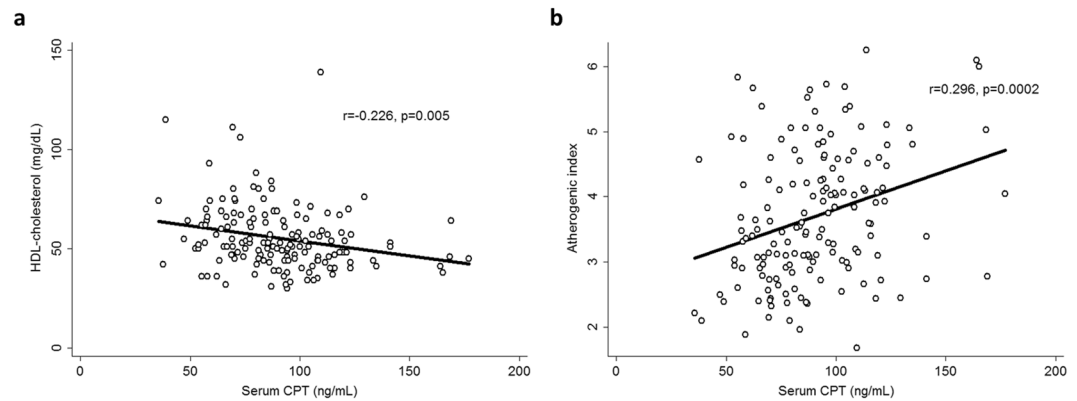 a
HDL-cholesterol (mg/dL)
150
100
50
0
r=-0.226, p=0.005
0 50 100 150 200
Serum CPT (ng/mL)
b
Atherrogenic index
6
5
4
3
2
r=0.296, p=0.0002
0 50 100 150 200
Serum CPT (ng/mL)